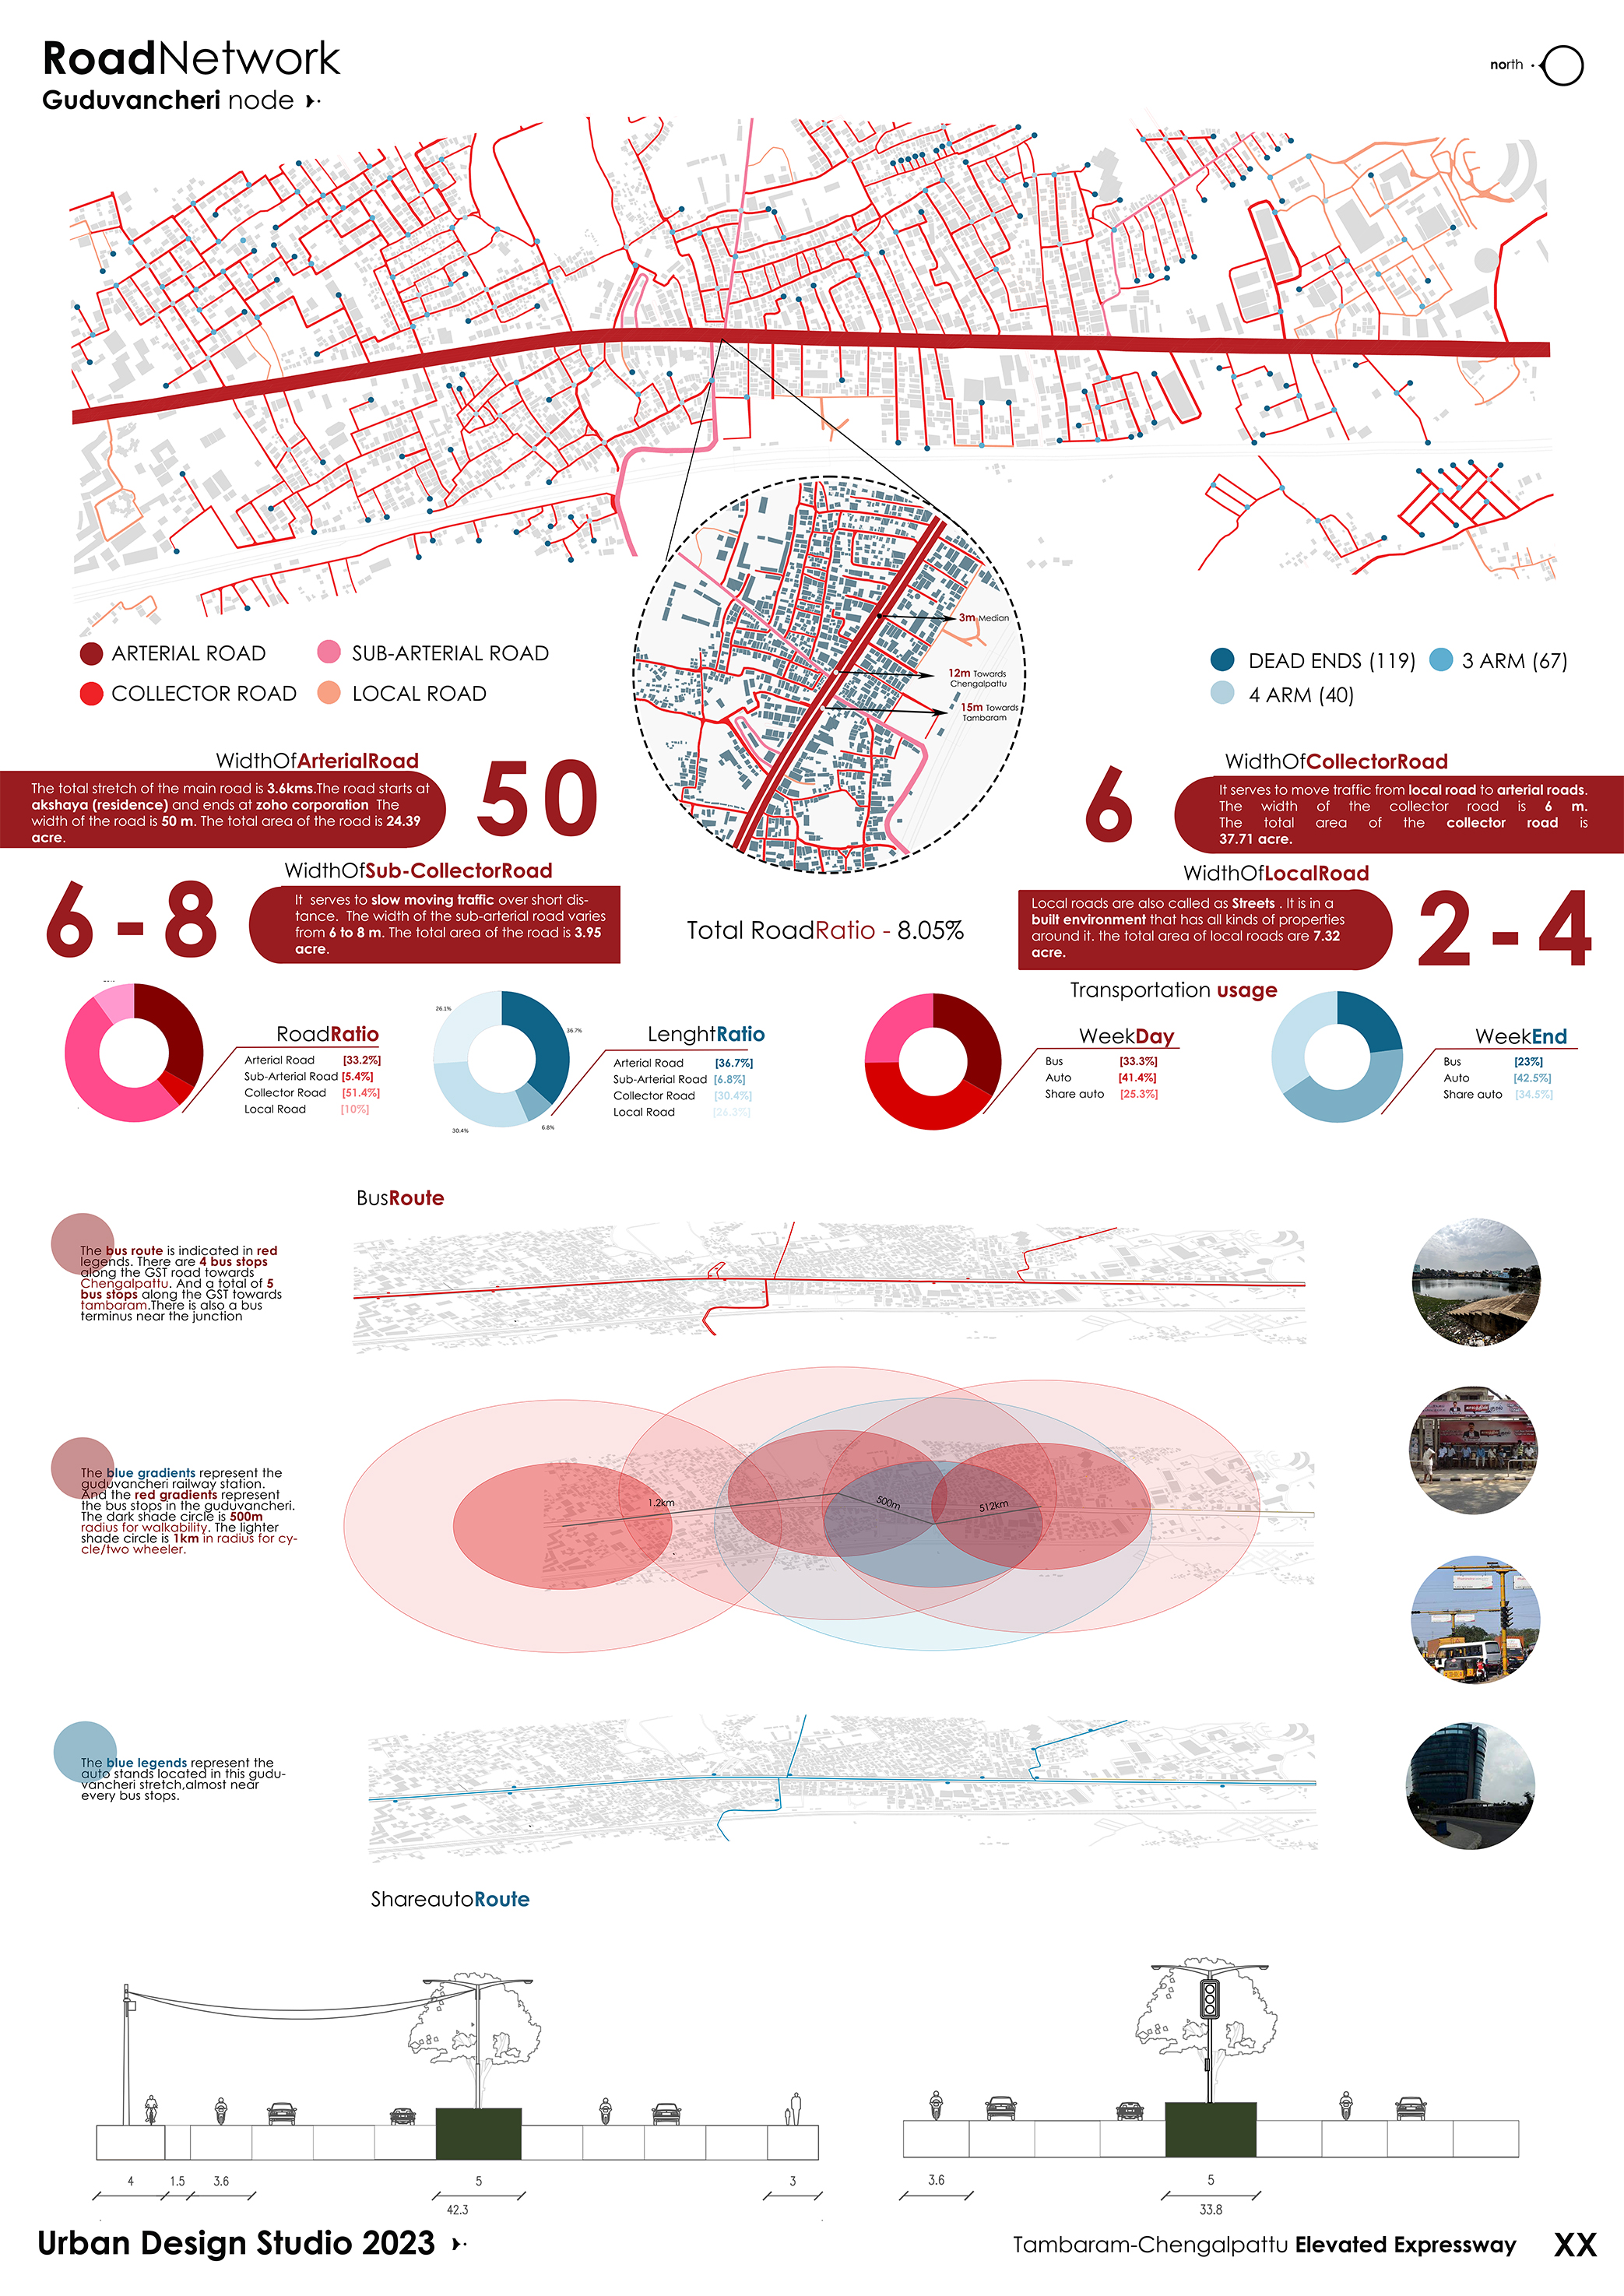 RoadNetwork
Guduvancheri node
north
3m Median
12m Towards
Chengalpattu
15m Towards
Tambaram
ARTERIAL ROAD
SUB-ARTERIAL ROAD
COLLECTOR ROAD
LOCAL ROAD
DEAD ENDS (119)
3 ARM (67)
4 ARM (40)
WidthOfArterialRoad
The total stretch of the main road is 3.6kms.The road starts at
akshaya (residence) and ends at zoho corporation The
width of the road is 50 m. The total area of the road is 24.39
acre.
50
6
WidthOfCollectorRoad
It serves to move traffic from local road to arterial roads.
The width of the collector road is 6 m.
The total area of the collector road is
37.71 acre.
6 - 8
WidthOfSub-CollectorRoad
It serves to slow moving traffic over short dis-
tance. The width of the sub-arterial road varies
from 6 to 8 m. The total area of the road is 3.95
acre.
Total RoadRatio - 8.05%
WidthOfLocalRoad
Local roads are also called as Streets . It is in a
built environment that has all kinds of properties
around it. the total area of local roads are 7.32
acre.
2 - 4
RoadRatio
Arterial Road [33.2%]
Sub-Arterial Road [5.4%]
Collector Road [51.4%]
Local Road [10%]
26.1%
36.7%
30.4%
6.8%
LenghtRatio
Arterial Road [36.7%]
Sub-Arterial Road [6.8%]
Collector Road [30.4%]
Local Road [26.3%]
Transportation usage
WeekDay
Bus [33.3%]
Auto [41.4%]
Share auto [25.3%]
WeekEnd
Bus [23%]
Auto [42.5%]
Share auto [34.5%]
BusRoute
The bus route is indicated in red
legends. There are 4 bus stops
along the GST road towards
Chengalpattu. And a total of 5
bus stops along the GST towards
tambaram.There is also a bus
terminus near the junction
The blue gradients represent the
guduvancheri railway station.
And the red gradients represent
the bus stops in the guduvancheri.
The dark shade circle is 500m
radius for walkability. The lighter
shade circle is 1km in radius for cy-
cle/two wheeler.
1.2km
500m
512km
The blue legends represent the
auto stands located in this gudu-
vancheri stretch,almost near
every bus stops.
ShareautoRoute
4
1.5
3.6
5
3
42.3
3.6
5
33.8
Urban Design Studio 2023
Tambaram-Chengalpattu Elevated Expressway
XX